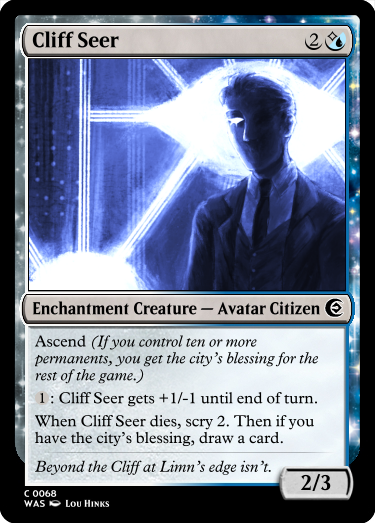 Cliff Seer 2
Enchantment Creature — Avatar Citizen
Ascend (If you control ten or more
permanents, you get the city's blessing for the
rest of the game.)
1: Cliff Seer gets +1/-1 until end of turn.
When Cliff Seer dies, scry 2. Then if you
have the city's blessing, draw a card.
Beyond the Cliff at Limn's edge isn't.
2/3
C 0068
WAS Lou Hinks